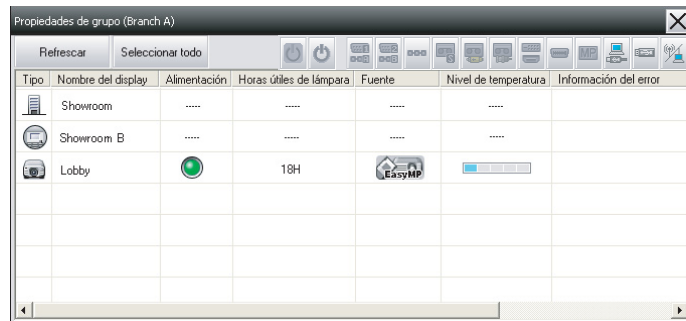 Propiedades de grupo (Branch A)
Refrescar Seleccionar todo MP
Tipo Nombre del display Alimentación Horas útiles de lámpara Fuente Nivel de temperatura Información del error
Showroom ----- ----- ----- -----
Showroom B ----- ----- -----
Lobby 18H EasyMP